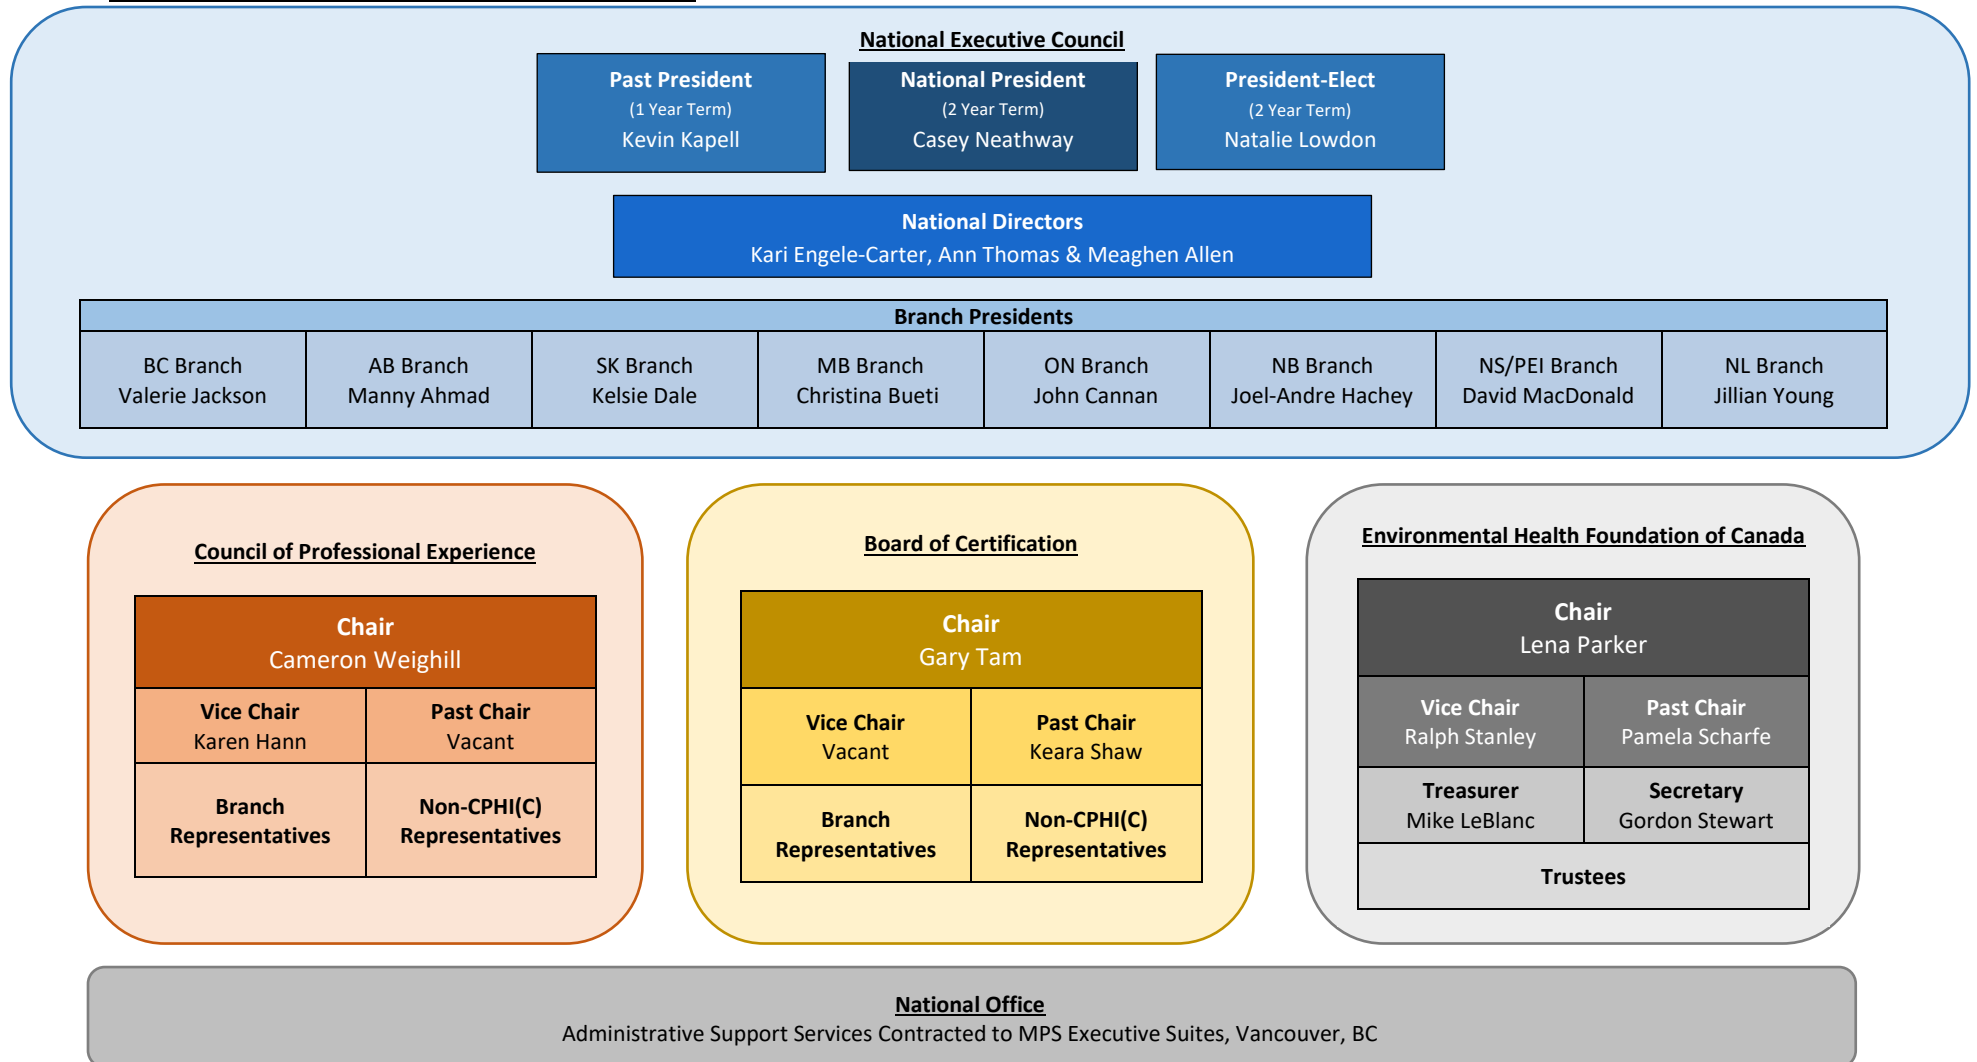 National Executive Council
Past President
(1 Year Term)
Kevin Kapell
National President
(2 Year Term)
Casey Neathway
President-Elect
(2 Year Term)
Natalie Lowdon
National Directors
Kari Engele-Carter, Ann Thomas & Meaghen Allen
Branch Presidents
BC Branch
Valerie Jackson
AB Branch
Manny Ahmad
SK Branch
Kelsie Dale
MB Branch
Christina Bueti
ON Branch
John Cannan
NB Branch
Joel-Andre Hachey
NS/PEI Branch
David MacDonald
NL Branch
Jillian Young
Council of Professional Experience
Chair
Cameron Weighill
Vice Chair
Karen Hann
Past Chair
Vacant
Branch
Representatives
Non-CPHI(C)
Representatives
Board of Certification
Chair
Gary Tam
Vice Chair
Vacant
Past Chair
Keara Shaw
Branch
Representatives
Non-CPHI(C)
Representatives
Environmental Health Foundation of Canada
Chair
Lena Parker
Vice Chair
Ralph Stanley
Past Chair
Pamela Scharfe
Treasurer
Mike LeBlanc
Secretary
Gordon Stewart
Trustees
National Office
Administrative Support Services Contracted to MPS Executive Suites, Vancouver, BC